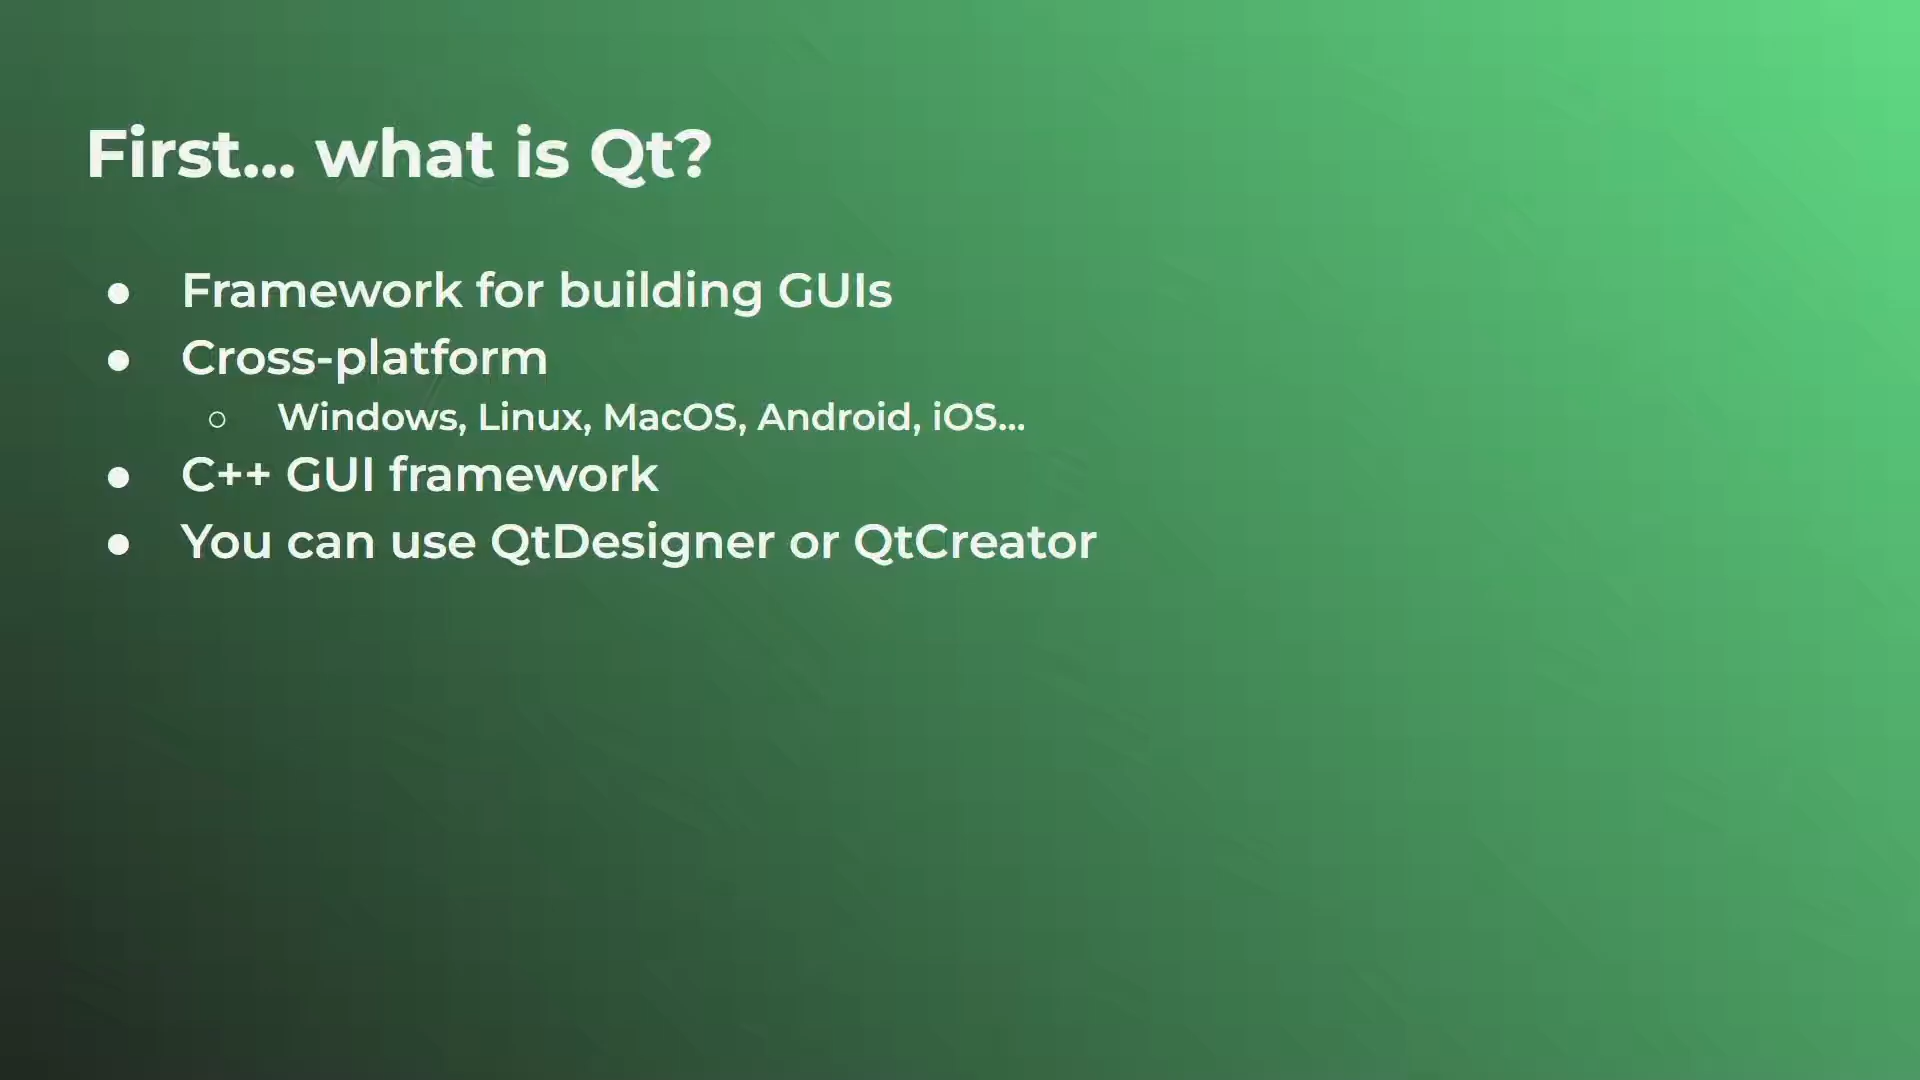 First... what is Qt?
● Framework for building GUIs
● Cross-platform
○ Windows, Linux, MacOS, Android, iOS...
● C++ GUI framework
● You can use QtDesigner or QtCreator